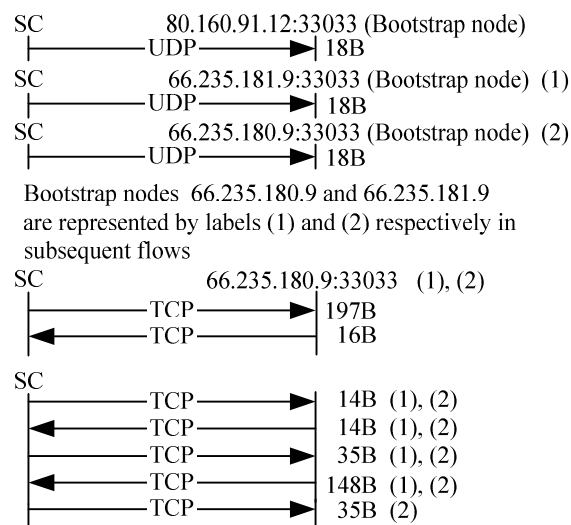 SC 80.160.91.12:33033 (Bootstrap node)
UDP 18B
SC 66.235.181.9:33033 (Bootstrap node) (1)
UDP 18B
SC 66.235.180.9:33033 (Bootstrap node) (2)
UDP 18B
Bootstrap nodes 66.235.180.9 and 66.235.181.9
are represented by labels (1) and (2) respectively in
subsequent flows
SC 66.235.180.9:33033 (1), (2)
TCP 197B
TCP 16B
SC
TCP 14B (1), (2)
TCP 14B (1), (2)
TCP 35B (1), (2)
TCP 148B (1), (2)
TCP 35B (2)